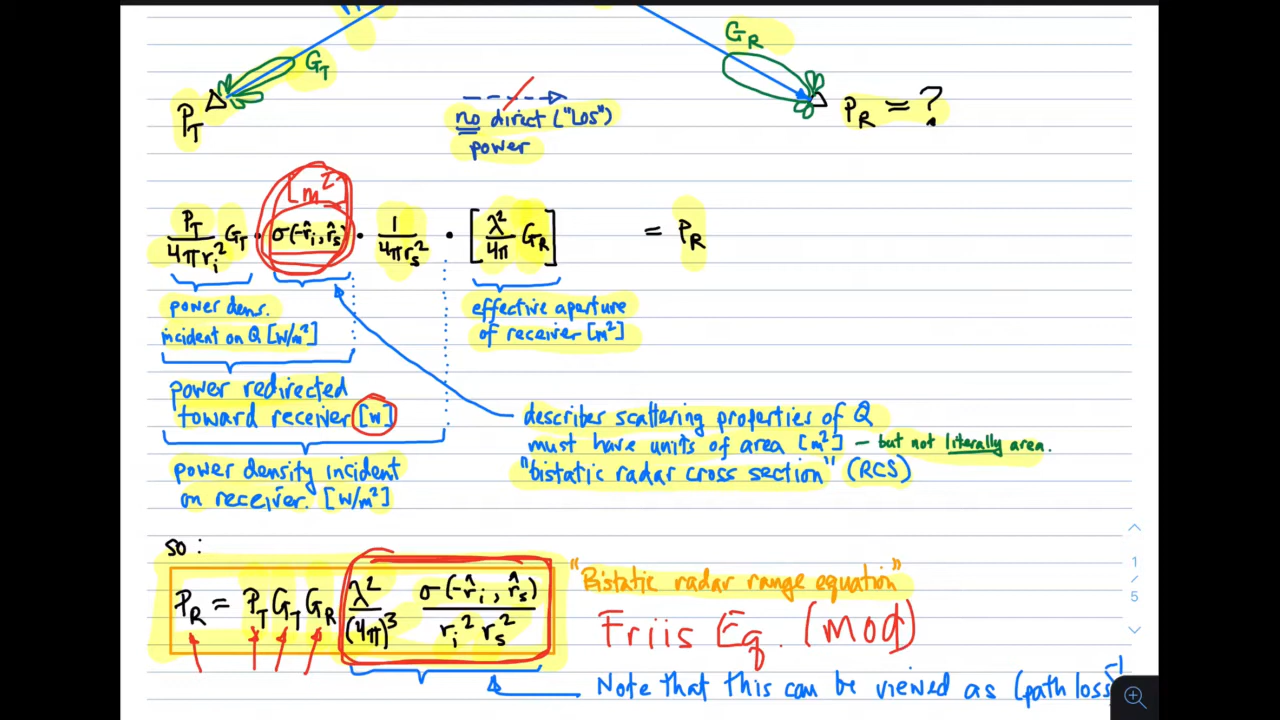 G_R
G_T
P_T
no direct ("LOS")
power
P_R = ?
[m²]
P_T/4πr_i² G_T · σ(-r̂_i, r̂_s) · 1/4πr_s² · [λ²/4π G_R] = P_R
power dens.
incident on Q [W/m²]
effective aperture
of receiver [m²]
power redirected
toward receiver [W]
describes scattering properties of Q
must have units of area [m²] – but not literally area.
"bistatic radar cross section" (RCS)
power density incident
on receiver. [W/m²]
so:
P_R = P_T G_T G_R λ²/(4π)³ σ(-r̂_i, r̂_s)/r_i² r_s²
"Bistatic radar range equation"
Friis Eq. (mod)
Note that this can be viewed as (path loss)⁻¹
1
/
5